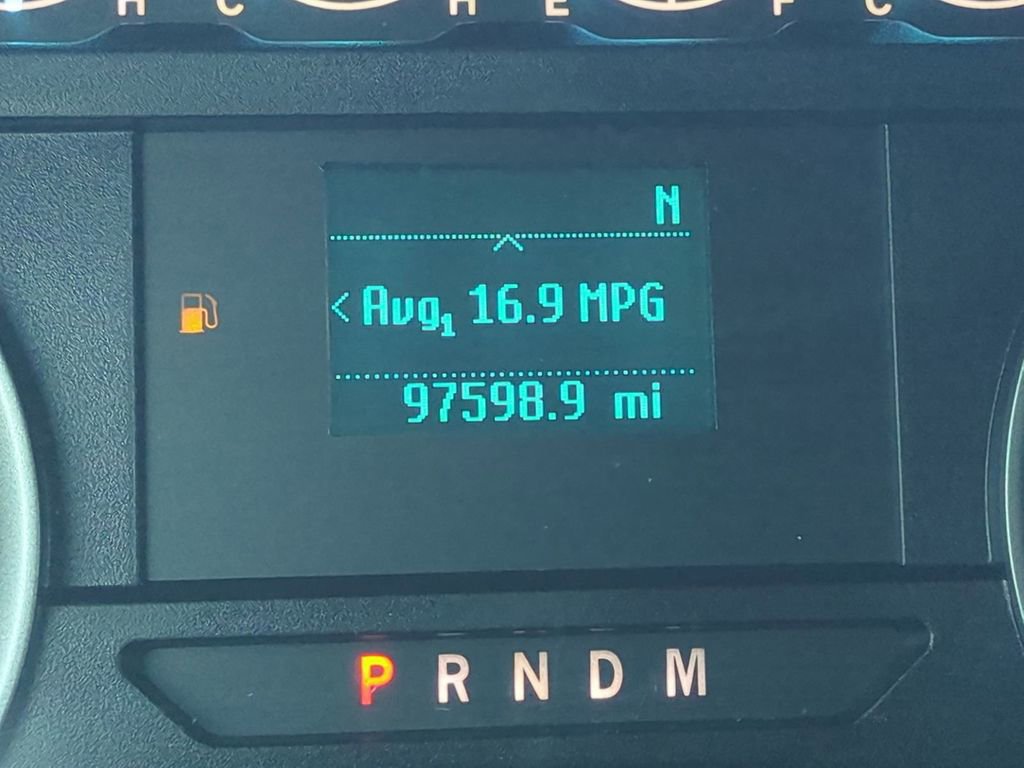 H C H E F C
N
< Avg1 16.9 MPG
97598.9 mi
P R N D M